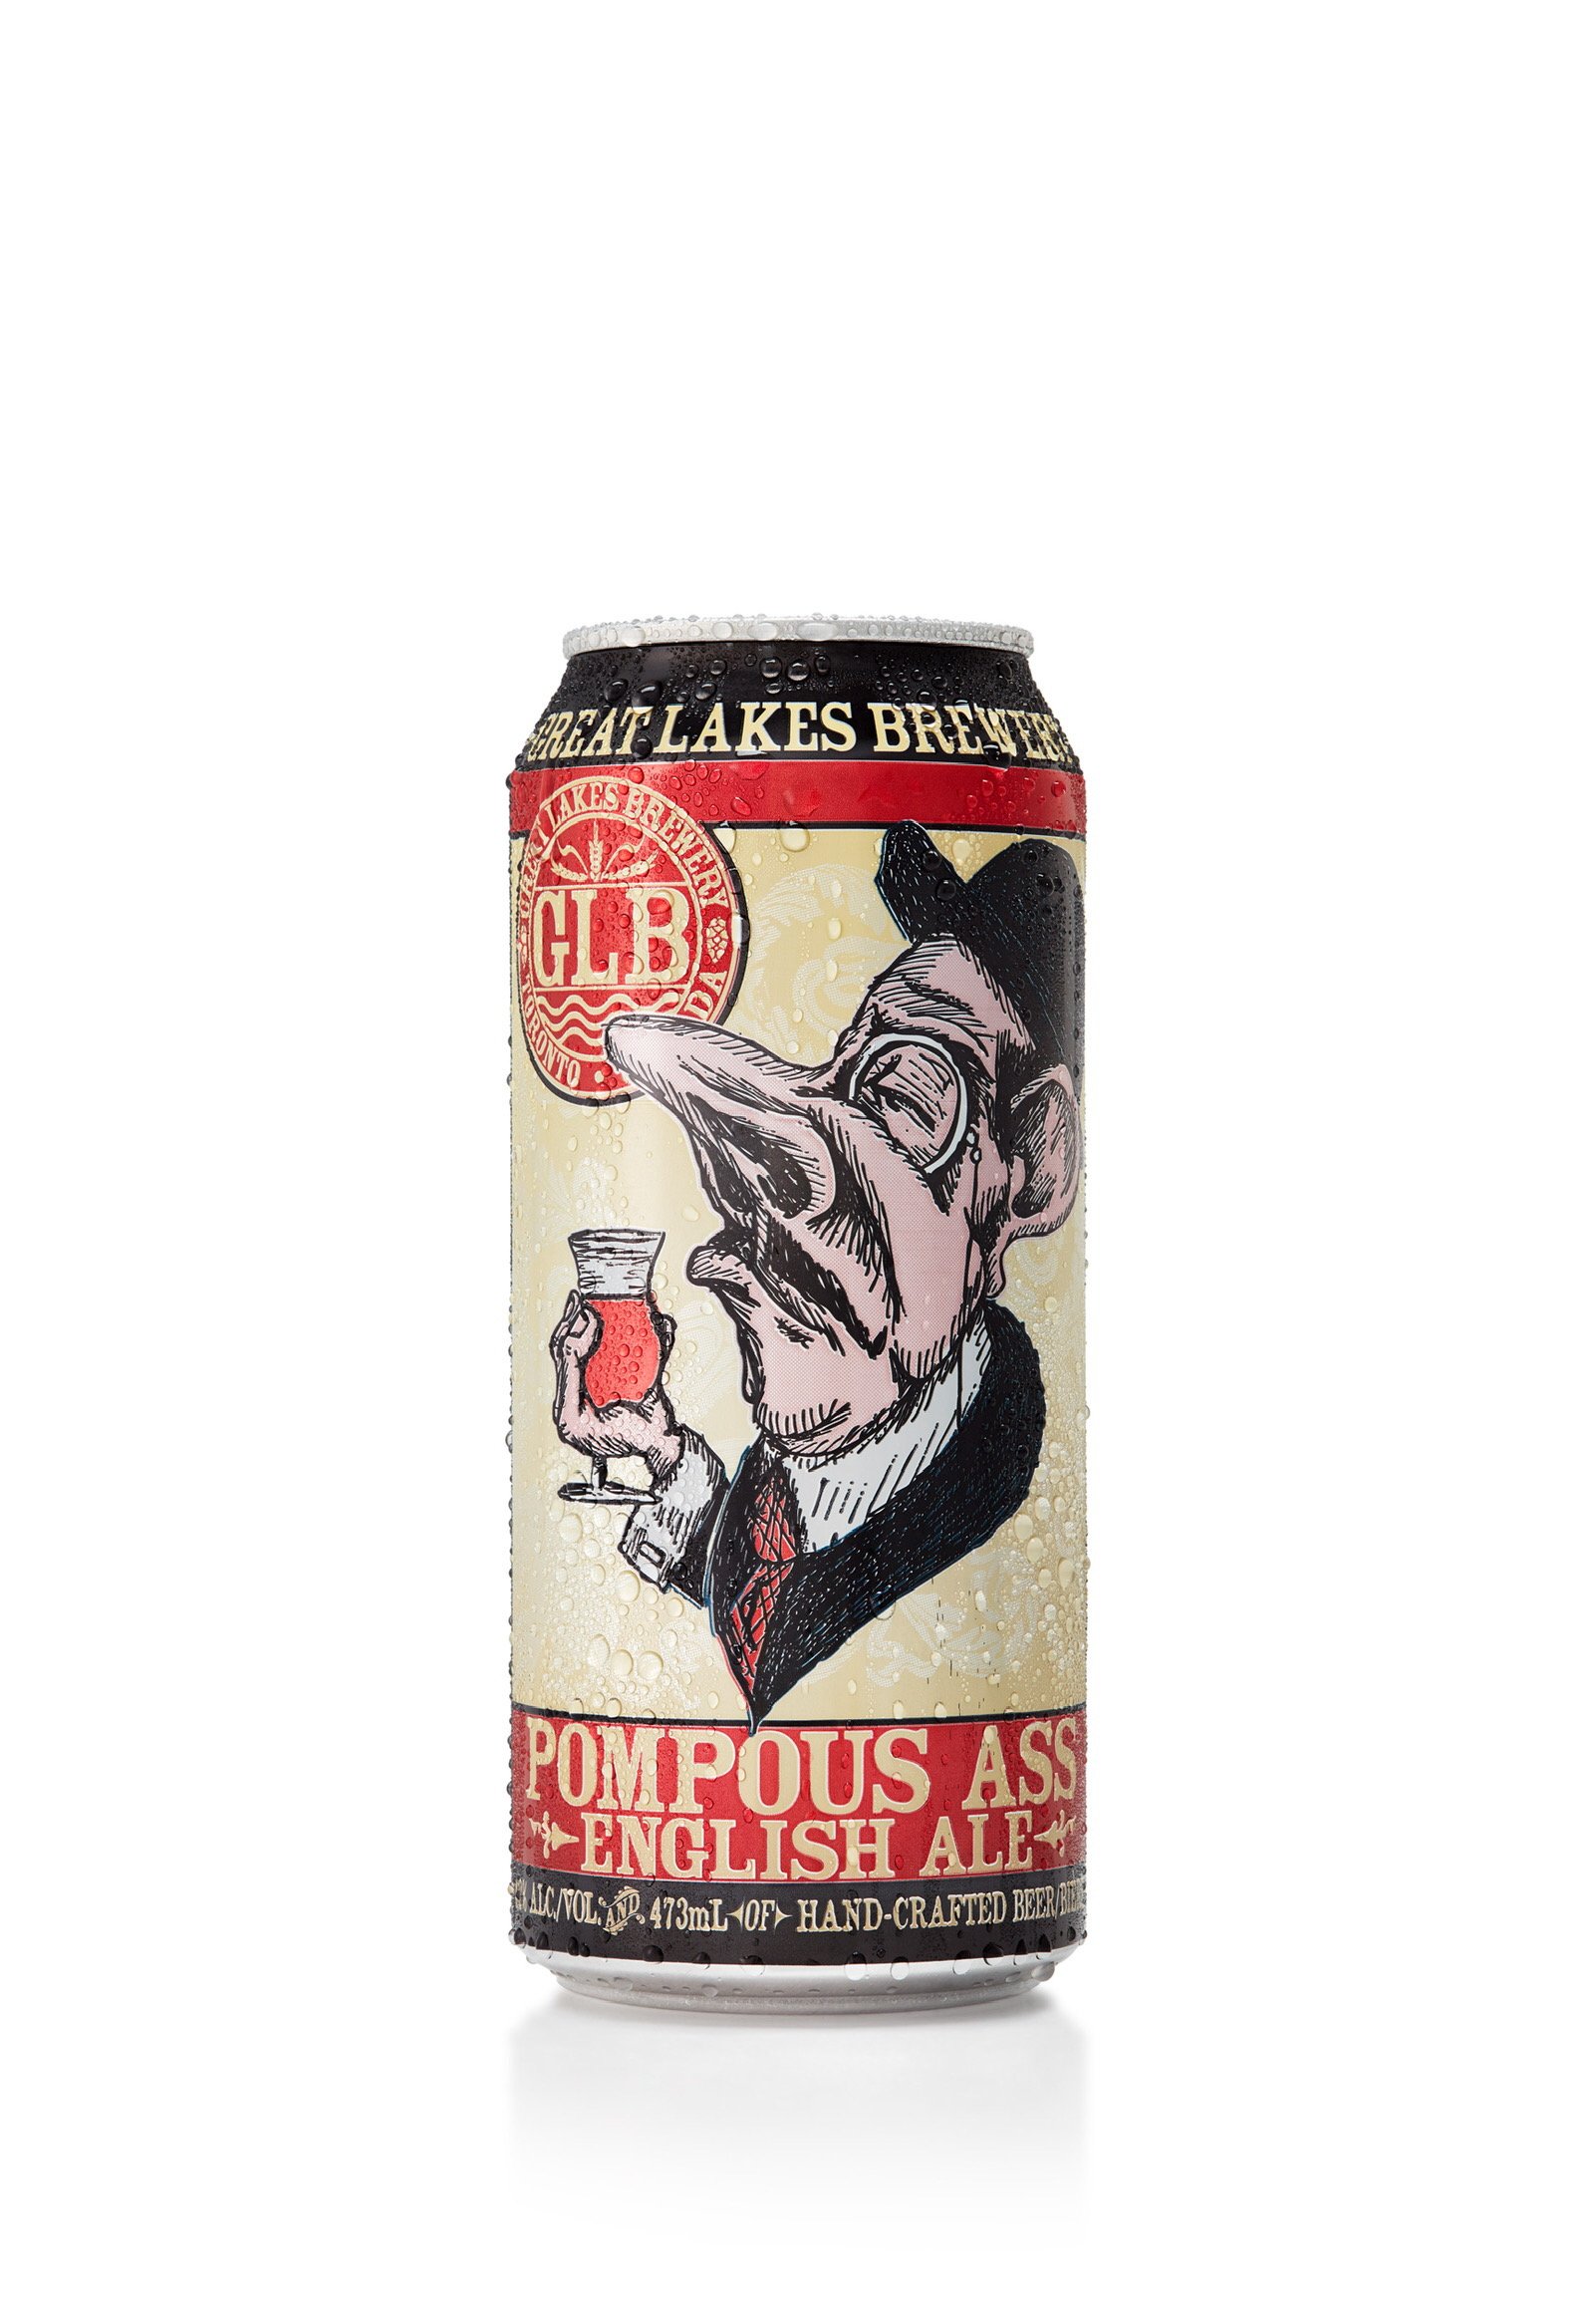 GREAT LAKES BREWERY
GREAT LAKES BREWERY
GLB
TORONTO
POMPOUS ASS
ENGLISH ALE
ALC./VOL. AND 473mL OF HAND-CRAFTED BEER/